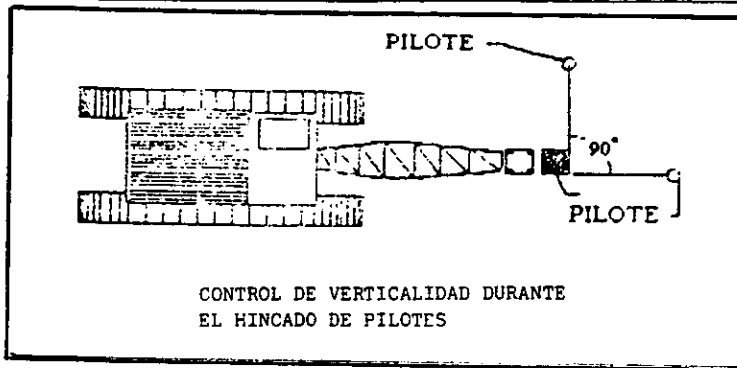 PILOTE
90°
PILOTE
CONTROL DE VERTICALIDAD DURANTE
EL HINCADO DE PILOTES